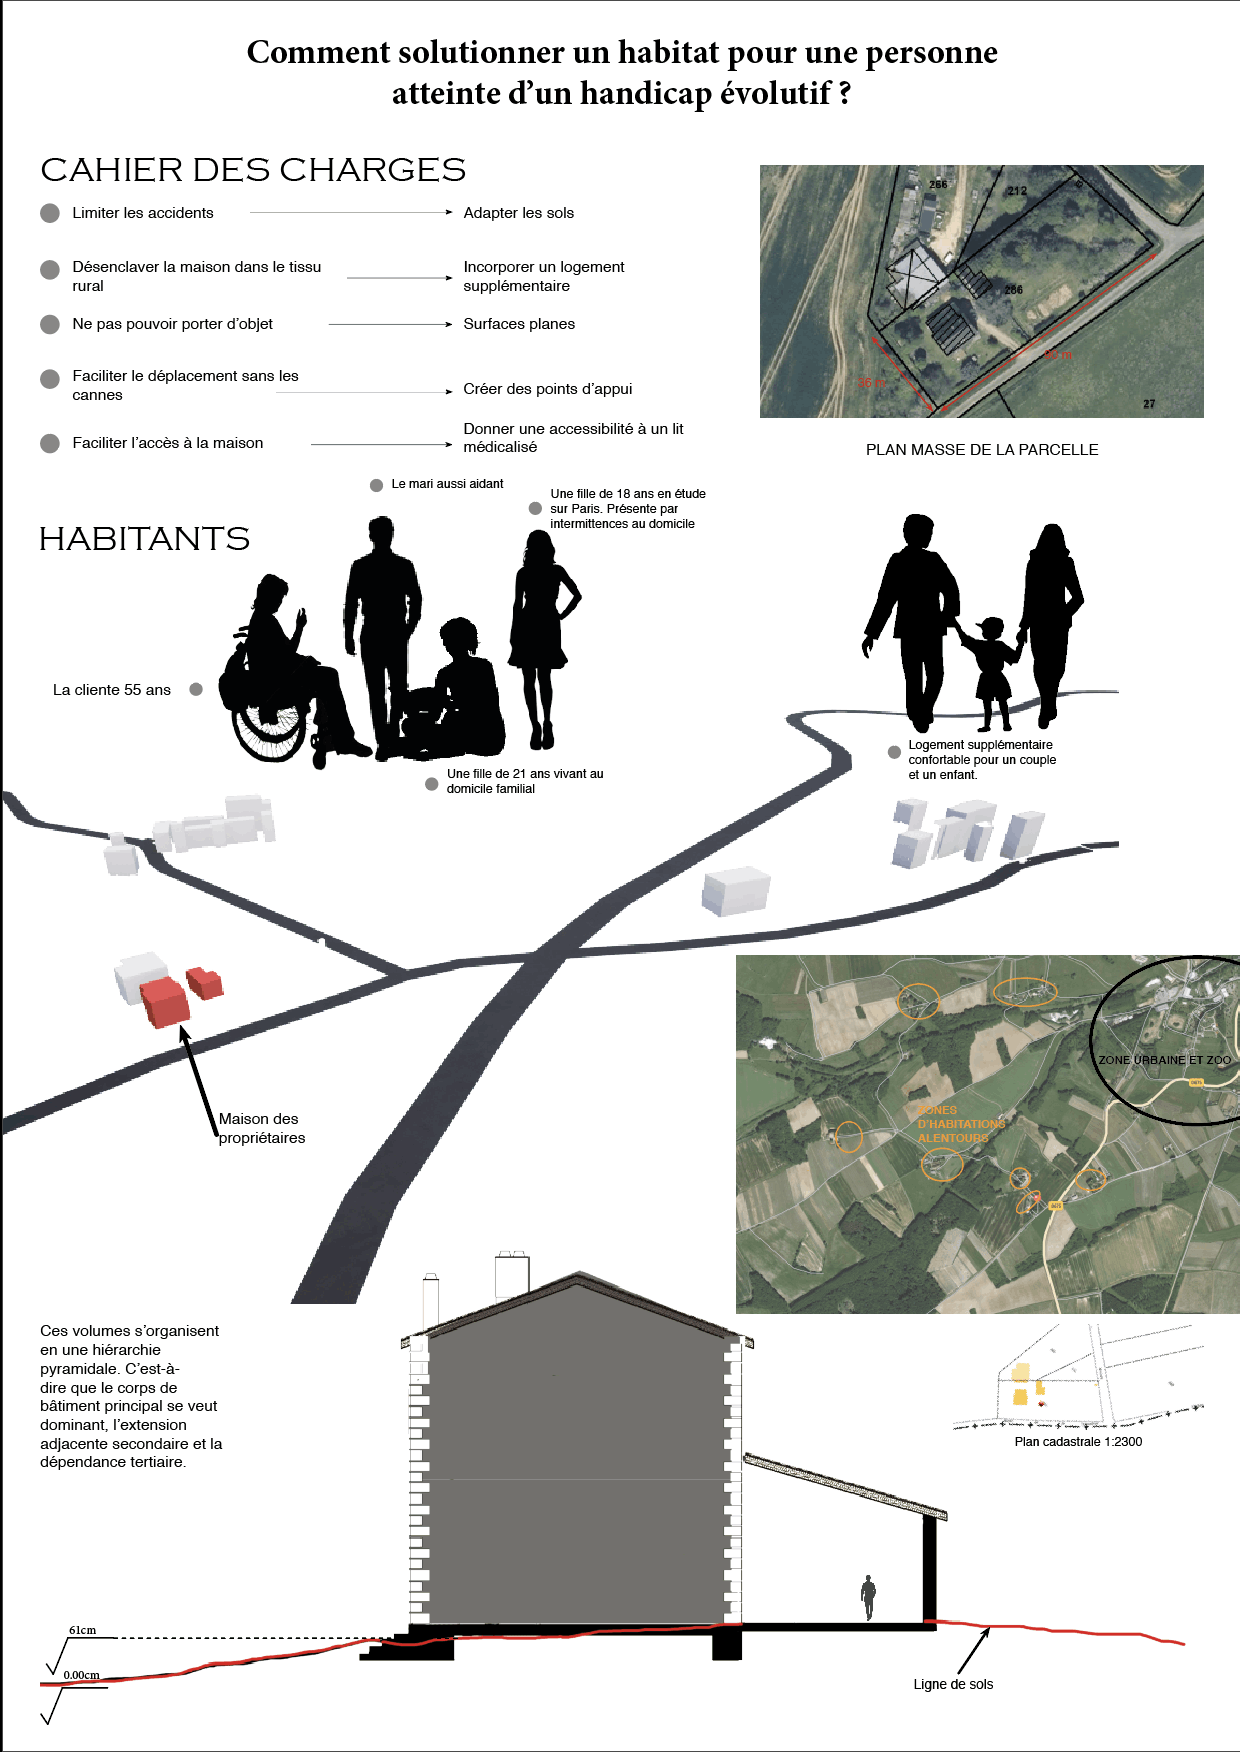 Comment solutionner un habitat pour une personne
atteinte d’un handicap évolutif ?
CAHIER DES CHARGES
Limiter les accidents
Adapter les sols
Désenclaver la maison dans le tissu
rural
Incorporer un logement
supplémentaire
Ne pas pouvoir porter d’objet
Surfaces planes
Faciliter le déplacement sans les
cannes
Créer des points d’appui
Faciliter l’accès à la maison
Donner une accessibilité à un lit
médicalisé
266
212
286
86 m
27
PLAN MASSE DE LA PARCELLE
HABITANTS
Le mari aussi aidant
Une fille de 18 ans en étude
sur Paris. Présente par
intermittences au domicile
La cliente 55 ans
Une fille de 21 ans vivant au
domicile familial
Logement supplémentaire
confortable pour un couple
et un enfant.
Maison des
propriétaires
ZONE URBAINE ET ZOO
ZONES
D’HABITATIONS
ALENTOURS
Ces volumes s’organisent
en une hiérarchie
pyramidale. C’est-à-
dire que le corps de
bâtiment principal se veut
dominant, l’extension
adjacente secondaire et la
dépendance tertiaire.
Plan cadastrale 1:2300
61cm
0.00cm
Ligne de sols